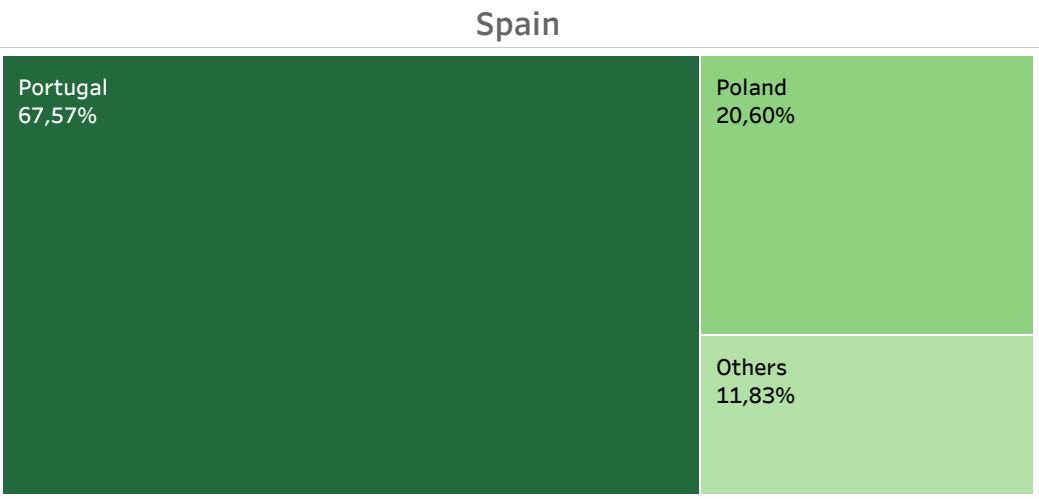 Spain
Portugal
67,57%
Poland
20,60%
Others
11,83%